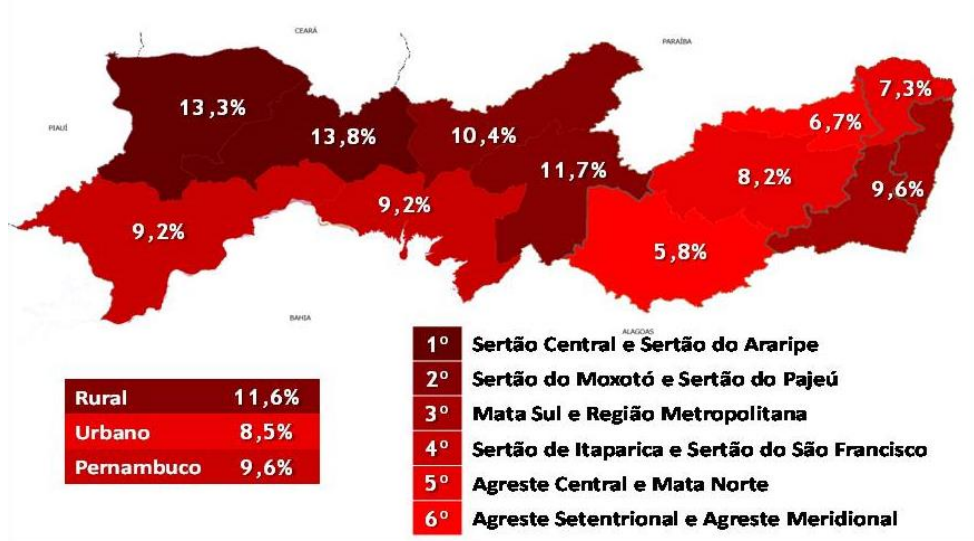 CEARÁ
PARAÍBA
PIAUÍ
13,3%
13,8%
10,4%
11,7%
6,7%
7,3%
8,2%
9,6%
9,2%
9,2%
5,8%
BAHIA
ALAGOAS
Rural 11,6%
Urbano 8,5%
Pernambuco 9,6%
1º Sertão Central e Sertão do Araripe
2º Sertão do Moxotó e Sertão do Pajeú
3º Mata Sul e Região Metropolitana
4º Sertão de Itaparica e Sertão do São Francisco
5º Agreste Central e Mata Norte
6º Agreste Setentrional e Agreste Meridional